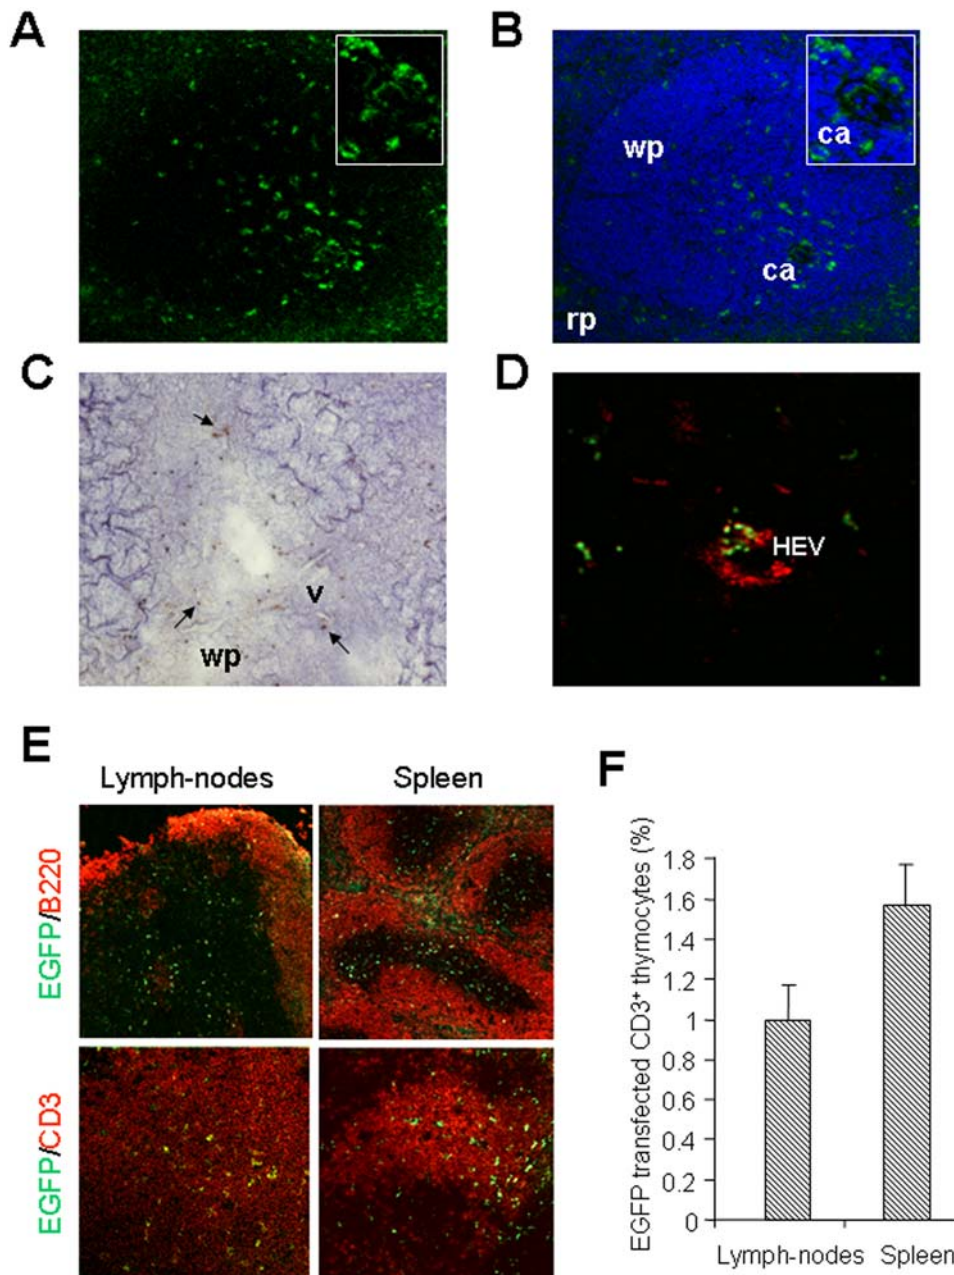 A
B
wp
ca
ca
rp
C
D
v
wp
HEV
E
F
Lymph-nodes
Spleen
EGFP/B220
EGFP/CD3
EGFP transfected CD3⁺ thymocytes (%)
1.8
1.6
1.4
1.2
1
0.8
0.6
0.4
0.2
0
Lymph-nodes
Spleen